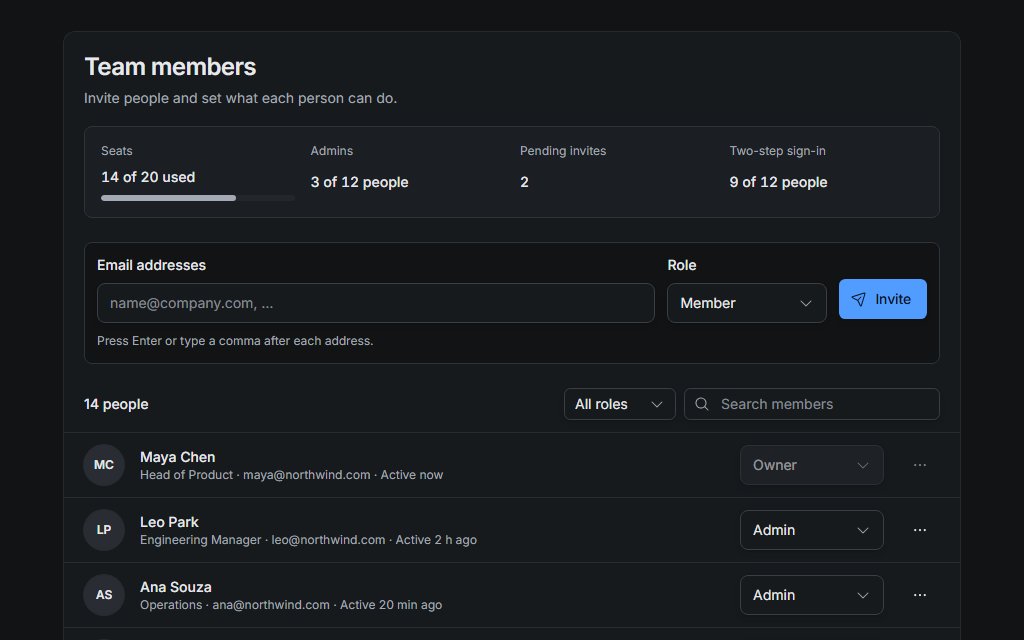 Team members
Invite people and set what each person can do.
Seats
14 of 20 used
Admins
3 of 12 people
Pending invites
2
Two-step sign-in
9 of 12 people
Email addresses
name@company.com, ...
Press Enter or type a comma after each address.
Role
Member
Invite
14 people
All roles
Search members
MC
Maya Chen
Head of Product · maya@northwind.com · Active now
Owner
LP
Leo Park
Engineering Manager · leo@northwind.com · Active 2 h ago
Admin
AS
Ana Souza
Operations · ana@northwind.com · Active 20 min ago
Admin